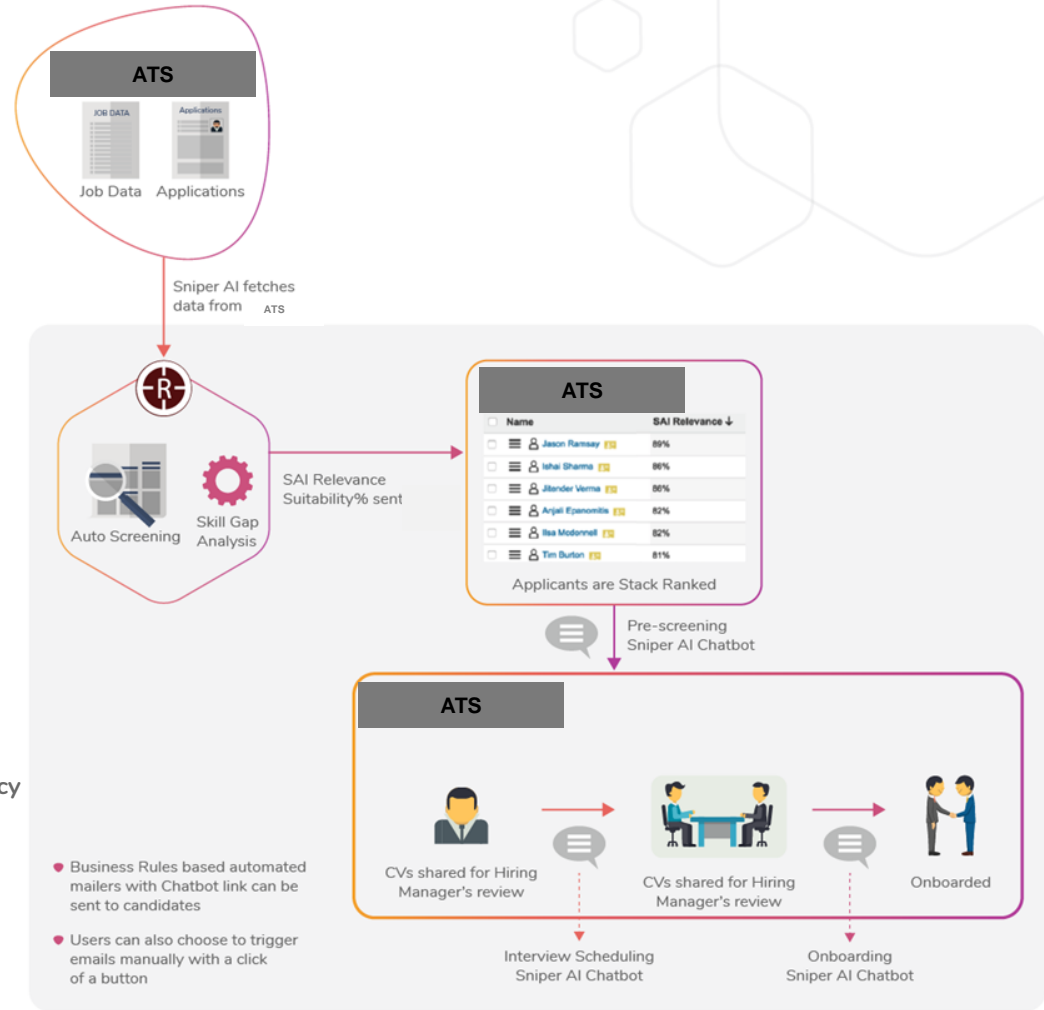 ATS
JOB DATA
Applications
Job Data
Applications
Sniper AI fetches
data from ATS
R
Auto Screening
Skill Gap
Analysis
SAI Relevance
Suitability% sent
ATS
Name SAI Relevance ↓
Jason Ramsay 89%
Ishai Sharma 86%
Jitender Verma 86%
Anjali Epanomitis 82%
Ilsa Mcdonnell 82%
Tim Burton 81%
Applicants are Stack Ranked
Pre-screening
Sniper AI Chatbot
ATS
CVs shared for Hiring
Manager's review
CVs shared for Hiring
Manager's review
Onboarded
Interview Scheduling
Sniper AI Chatbot
Onboarding
Sniper AI Chatbot
cy
Business Rules based automated
mailers with Chatbot link can be
sent to candidates
Users can also choose to trigger
emails manually with a click
of a button